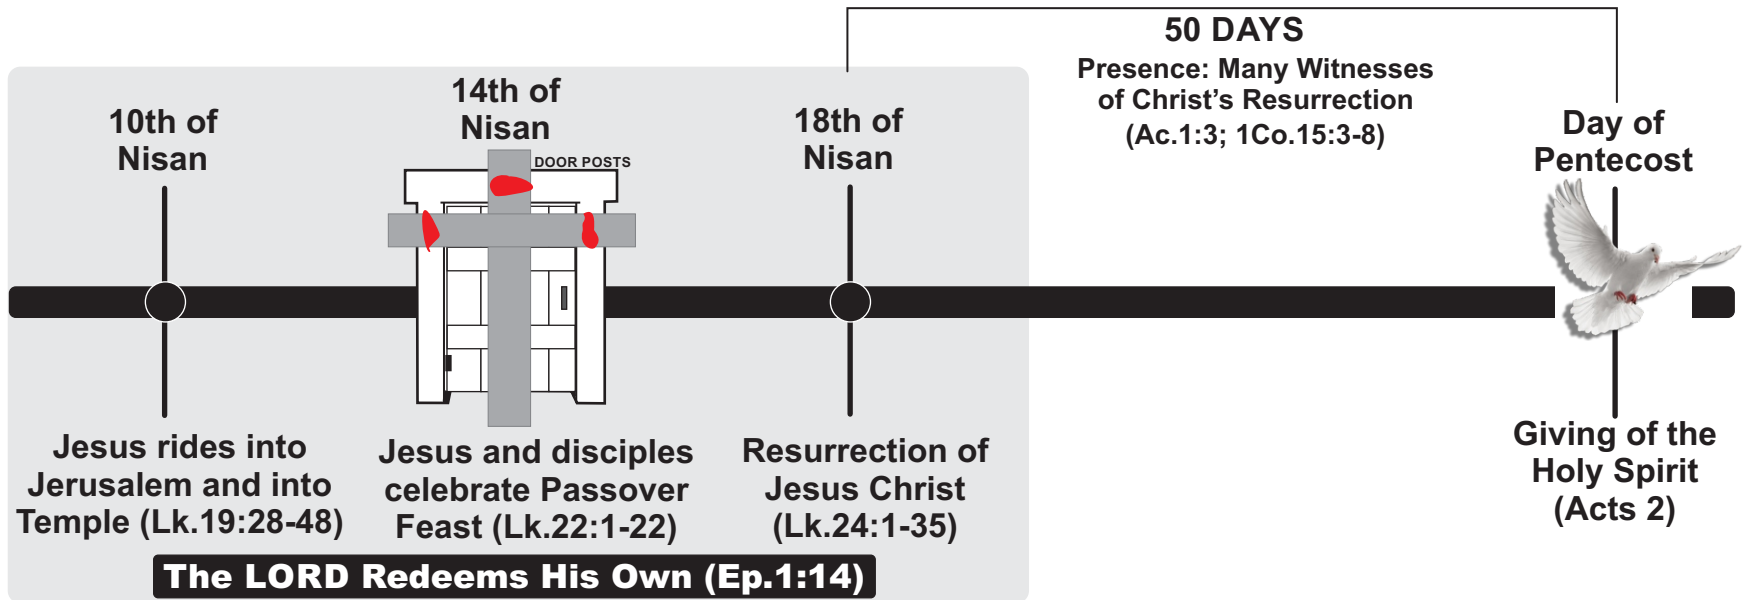 50 DAYS
Presence: Many Witnesses
of Christ's Resurrection
(Ac.1:3; 1Co.15:3-8)
10th of
Nisan
14th of
Nisan
DOOR POSTS
18th of
Nisan
Day of
Pentecost
Jesus rides into
Jerusalem and into
Temple (Lk.19:28-48)
Jesus and disciples
celebrate Passover
Feast (Lk.22:1-22)
Resurrection of
Jesus Christ
(Lk.24:1-35)
Giving of the
Holy Spirit
(Acts 2)
The LORD Redeems His Own (Ep.1:14)